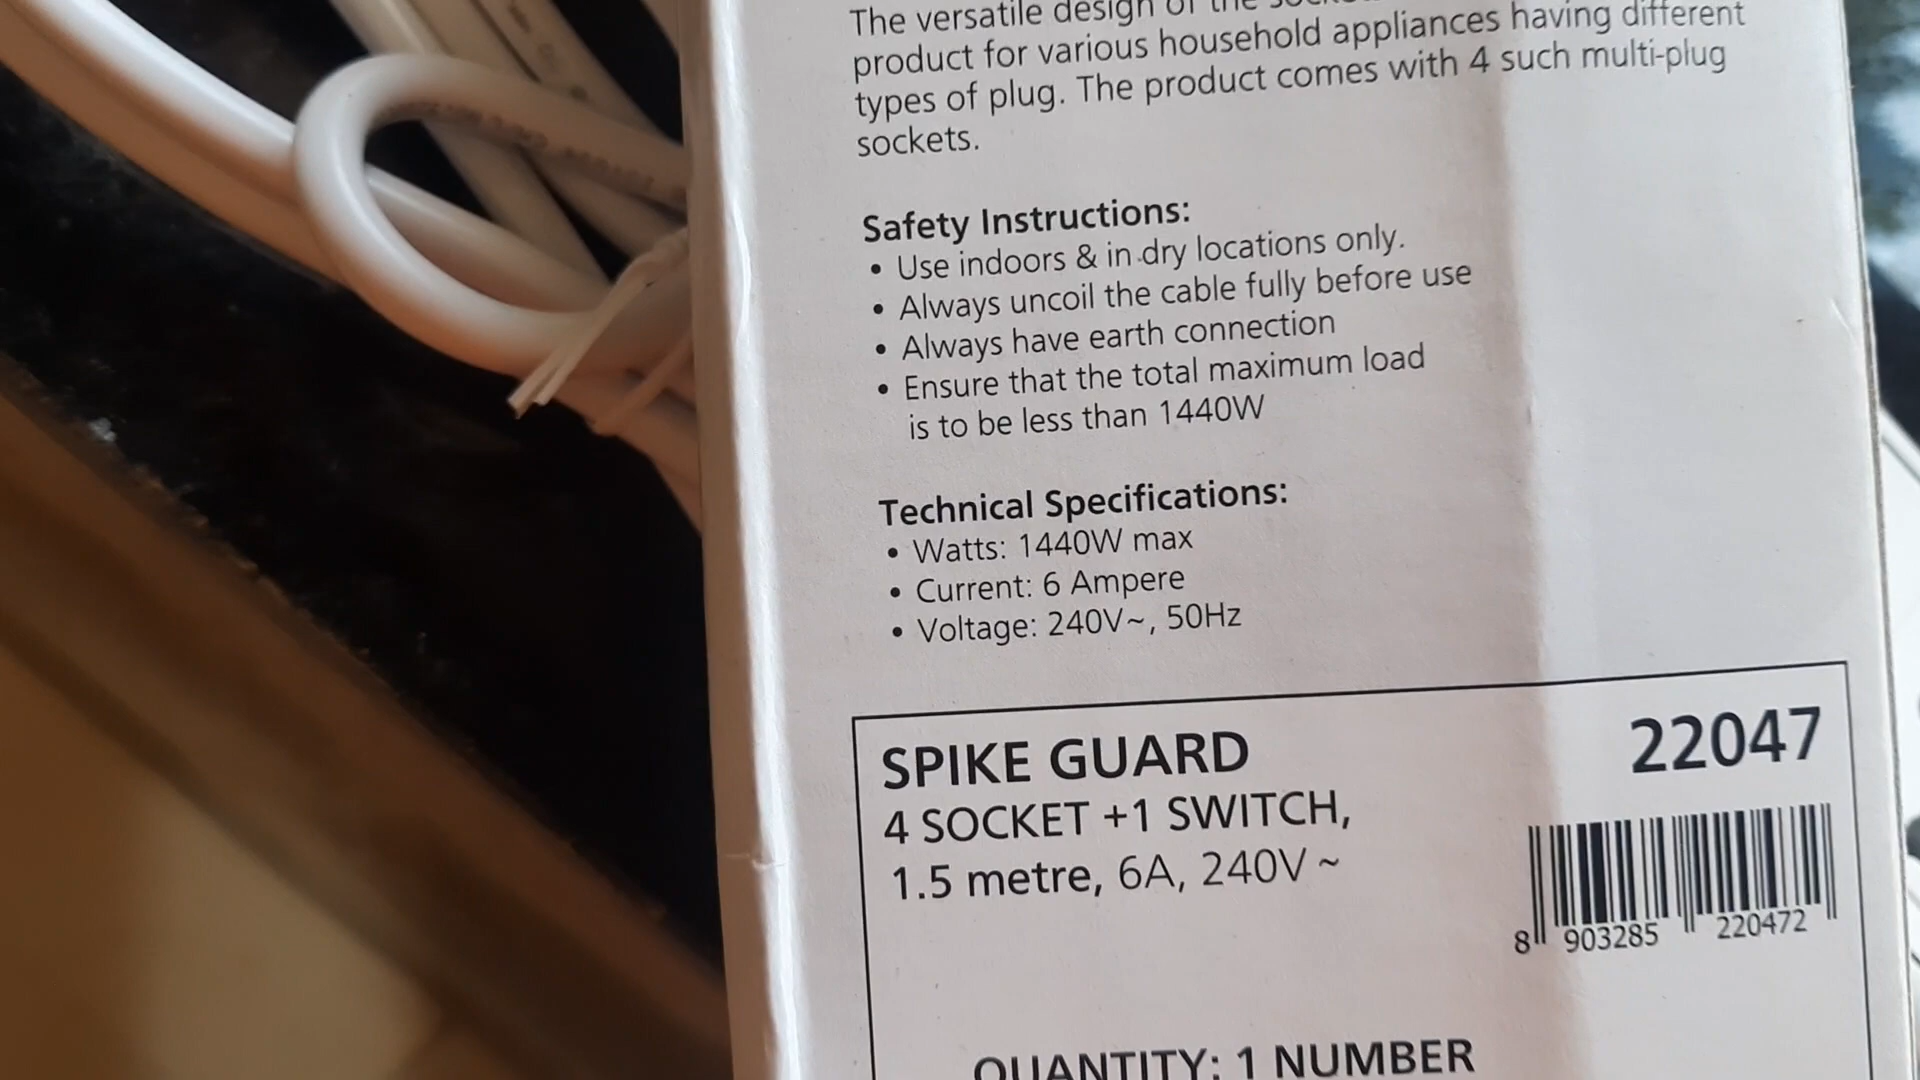 The versatile design of the
product for various household appliances having different
types of plug. The product comes with 4 such multi-plug
sockets.
Safety Instructions:
• Use indoors & in dry locations only.
• Always uncoil the cable fully before use
• Always have earth connection
• Ensure that the total maximum load
is to be less than 1440W
Technical Specifications:
• Watts: 1440W max
• Current: 6 Ampere
• Voltage: 240V~, 50Hz
SPIKE GUARD
22047
4 SOCKET +1 SWITCH,
1.5 metre, 6A, 240V ~
8 903285 220472
QUANTITY: 1 NUMBER